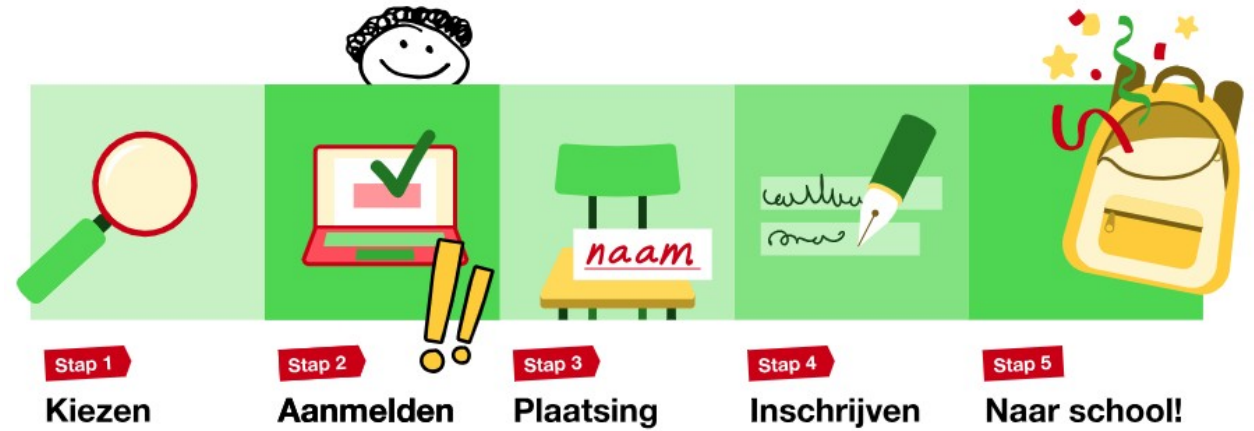 naam
Stap 1
Kiezen
Stap 2
Aanmelden
Stap 3
Plaatsing
Stap 4
Inschrijven
Stap 5
Naar school!